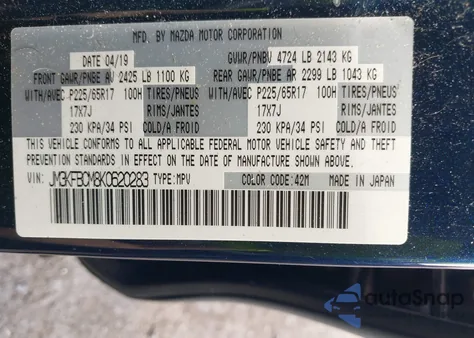 MFD. BY MAZDA MOTOR CORPORATION
DATE 04/19 GVWR/PNBV 4724 LB 2143 KG
FRONT GAWR/PNBE AV 2425 LB 1100 KG REAR GAWR/PNBE AR 2299 LB 1043 KG
WITH/AVEC P225/65R17 100H TIRES/PNEUS WITH/AVEC P225/65R17 100H TIRES/PNEUS
17X7J RIMS/JANTES 17X7J RIMS/JANTES
230 KPA/34 PSI COLD/A FROID 230 KPA/34 PSI COLD/A FROID
THIS VEHICLE CONFORMS TO ALL APPLICABLE FEDERAL MOTOR VEHICLE SAFETY, BUMPER,
AND THEFT PREVENTION STANDARDS IN EFFECT ON THE DATE OF MANUFACTURE SHOWN ABOVE.
VIN: JM3KFBCM8K0620283 TYPE: MPV COLOR CODE: 42M MADE IN JAPAN
autoSnap